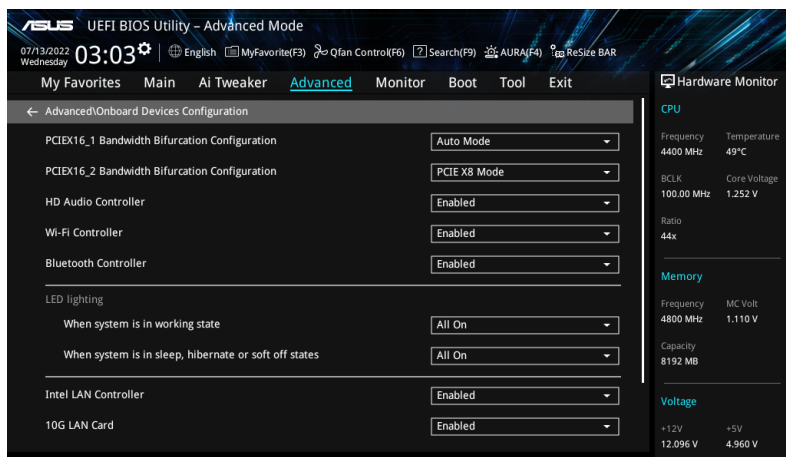 ASUS UEFI BIOS Utility – Advanced Mode
07/13/2022 Wednesday 03:03 English MyFavorite(F3) Qfan Control(F6) Search(F9) AURA(F4) ReSize BAR
My Favorites Main Ai Tweaker Advanced Monitor Boot Tool Exit
Hardware Monitor
← Advanced\Onboard Devices Configuration
PCIEX16_1 Bandwidth Bifurcation Configuration Auto Mode
PCIEX16_2 Bandwidth Bifurcation Configuration PCIE X8 Mode
HD Audio Controller Enabled
Wi-Fi Controller Enabled
Bluetooth Controller Enabled
LED lighting
When system is in working state All On
When system is in sleep, hibernate or soft off states All On
Intel LAN Controller Enabled
10G LAN Card Enabled
CPU
Frequency Temperature
4400 MHz 49°C
BCLK Core Voltage
100.00 MHz 1.252 V
Ratio
44x
Memory
Frequency MC Volt
4800 MHz 1.110 V
Capacity
8192 MB
Voltage
+12V +5V
12.096 V 4.960 V